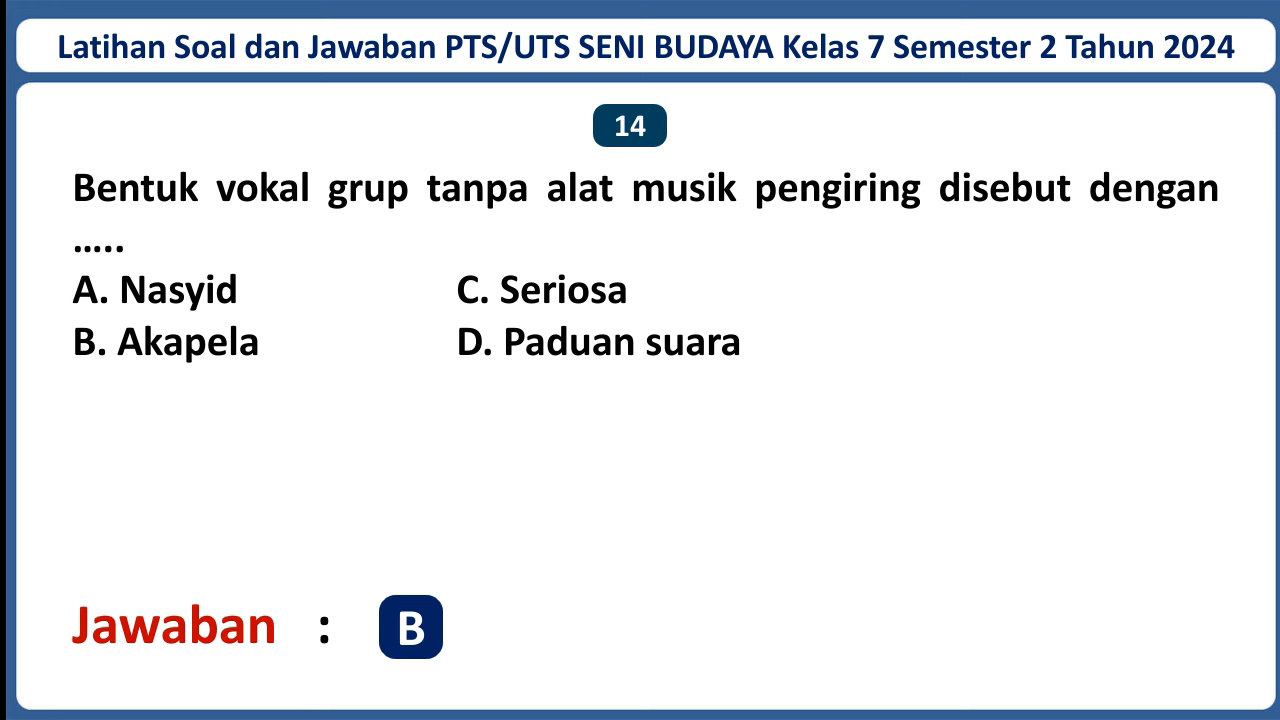 Latihan Soal dan Jawaban PTS/UTS SENI BUDAYA Kelas 7 Semester 2 Tahun 2024
14
Bentuk vokal grup tanpa alat musik pengiring disebut dengan
…..
A. Nasyid C. Seriosa
B. Akapela D. Paduan suara
Jawaban : B